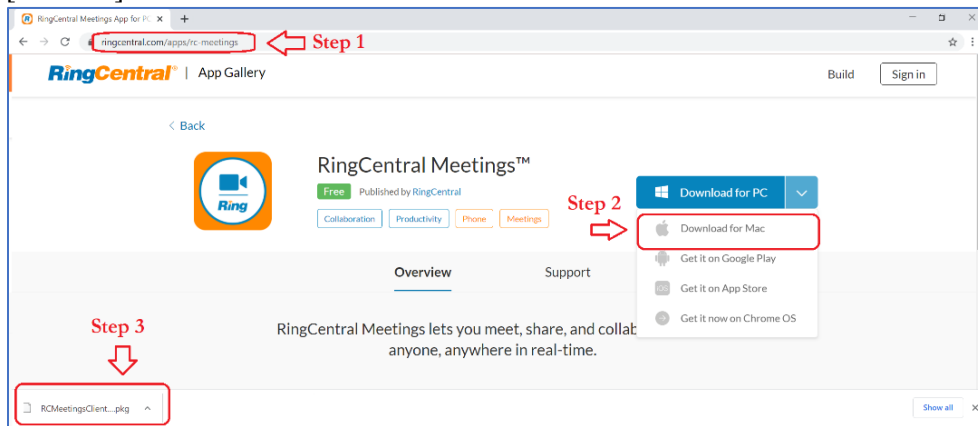 RingCentral Meetings App for PC
ringcentral.com/apps/rc-meetings
Step 1
RingCentral® | App Gallery
Build
Sign in
< Back
Ring
RingCentral Meetings™
Free Published by RingCentral
Collaboration Productivity Phone Meetings
Step 2
Download for PC
Download for Mac
Get it on Google Play
iOS Get it on App Store
Get it now on Chrome OS
Overview Support
Step 3
RingCentral Meetings lets you meet, share, and collab
anyone, anywhere in real-time.
RCMeetingsClient....pkg
Show all